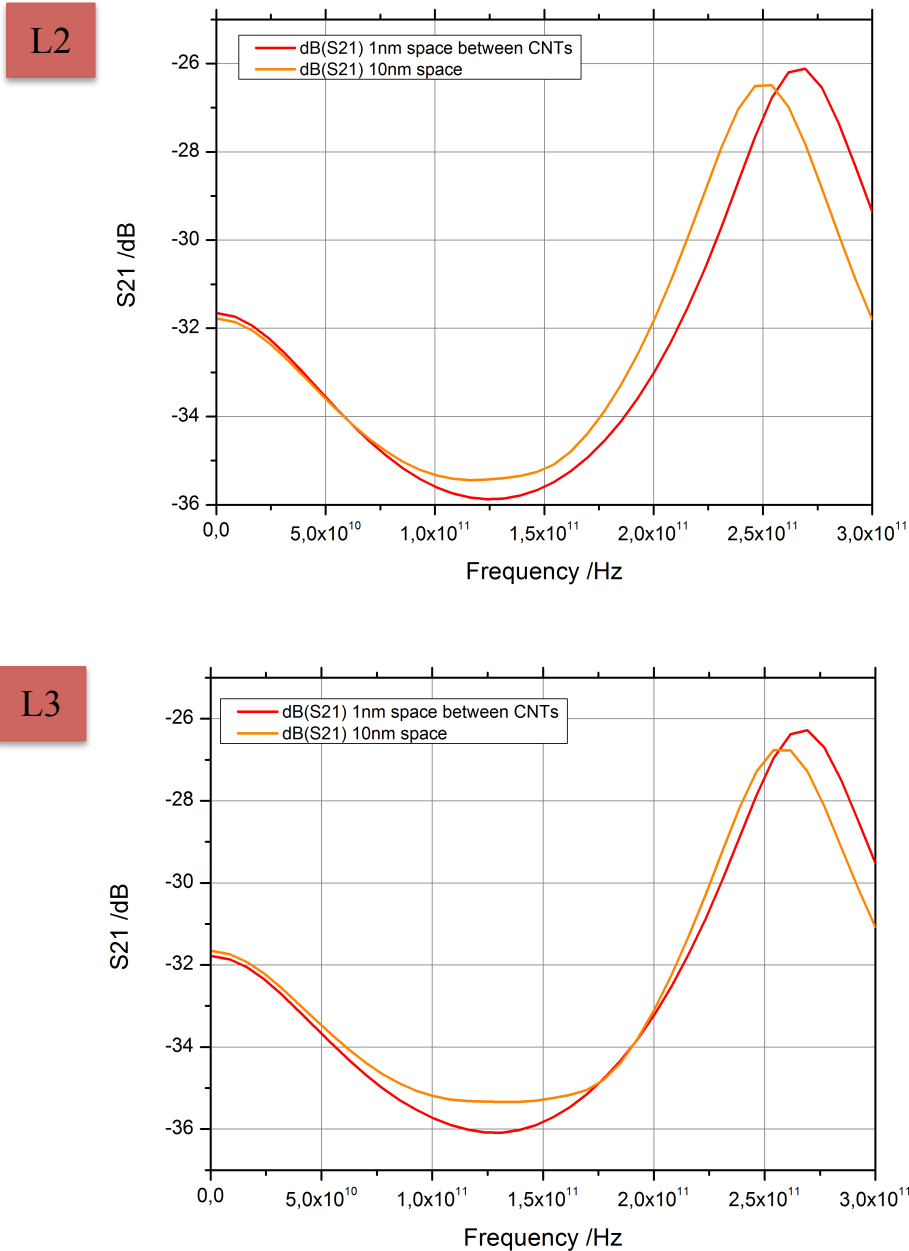 L2
dB(S21) 1nm space between CNTs
dB(S21) 10nm space
-26
-28
-30
-32
-34
-36
S21 /dB
0,0 5,0x10^10 1,0x10^11 1,5x10^11 2,0x10^11 2,5x10^11 3,0x10^11
Frequency /Hz
L3
dB(S21) 1nm space between CNTs
dB(S21) 10nm space
-26
-28
-30
-32
-34
-36
S21 /dB
0,0 5,0x10^10 1,0x10^11 1,5x10^11 2,0x10^11 2,5x10^11 3,0x10^11
Frequency /Hz